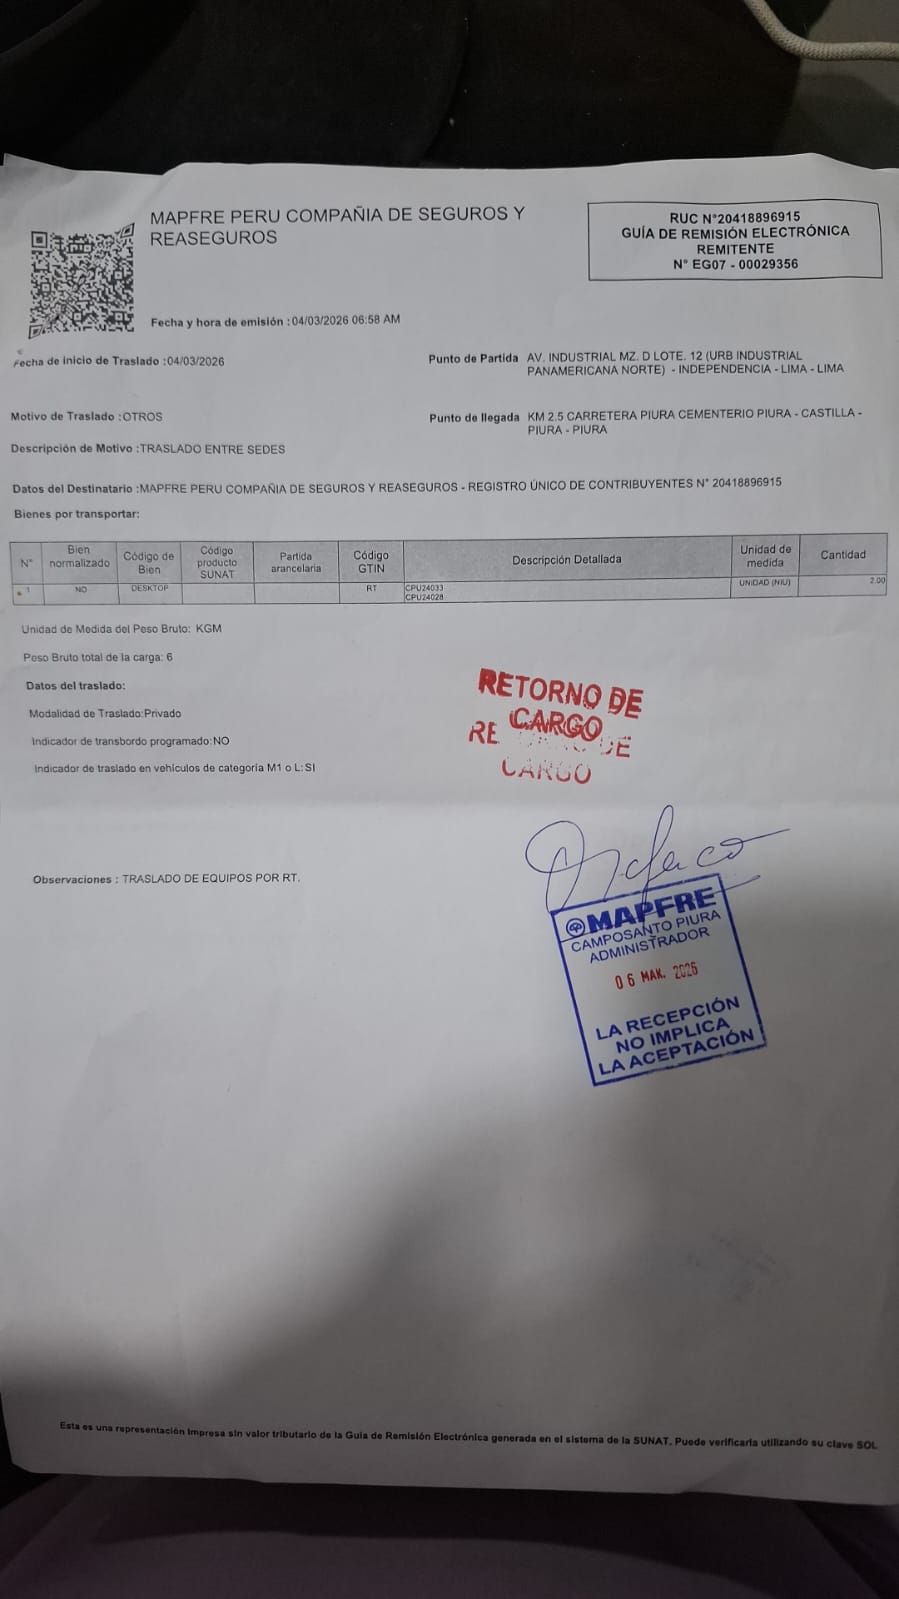 MAPFRE PERU COMPAÑIA DE SEGUROS Y
REASEGUROS
RUC N°20418896915
GUÍA DE REMISIÓN ELECTRÓNICA
REMITENTE
N° EG07 - 00029356
Fecha y hora de emisión :04/03/2026 06:58 AM
Fecha de inicio de Traslado :04/03/2026
Punto de Partida AV. INDUSTRIAL MZ. D LOTE. 12 (URB INDUSTRIAL
PANAMERICANA NORTE) - INDEPENDENCIA - LIMA - LIMA
Motivo de Traslado :OTROS
Punto de llegada KM 2.5 CARRETERA PIURA CEMENTERIO PIURA - CASTILLA -
PIURA - PIURA
Descripción de Motivo :TRASLADO ENTRE SEDES
Datos del Destinatario :MAPFRE PERU COMPAÑIA DE SEGUROS Y REASEGUROS - REGISTRO ÚNICO DE CONTRIBUYENTES N° 20418896915
Bienes por transportar:
N° Bien normalizado Código de Bien Código producto SUNAT Partida arancelaria Código GTIN Descripción Detallada Unidad de medida Cantidad
1 NO DESKTOP RT CPU24033 UNIDAD (NIU) 2.00
CPU24028
Unidad de Medida del Peso Bruto: KGM
Peso Bruto total de la carga: 6
Datos del traslado:
Modalidad de Traslado:Privado
Indicador de transbordo programado:NO
Indicador de traslado en vehículos de categoría M1 o L:SI
RETORNO DE
CARGO
RE DE
CARGO
Observaciones : TRASLADO DE EQUIPOS POR RT.
MAPFRE
CAMPOSANTO PIURA
ADMINISTRADOR
06 MAR. 2026
LA RECEPCIÓN
NO IMPLICA
LA ACEPTACIÓN
Esta es una representación impresa sin valor tributario de la Guía de Remisión Electrónica generada en el sistema de la SUNAT. Puede verificarla utilizando su clave SOL